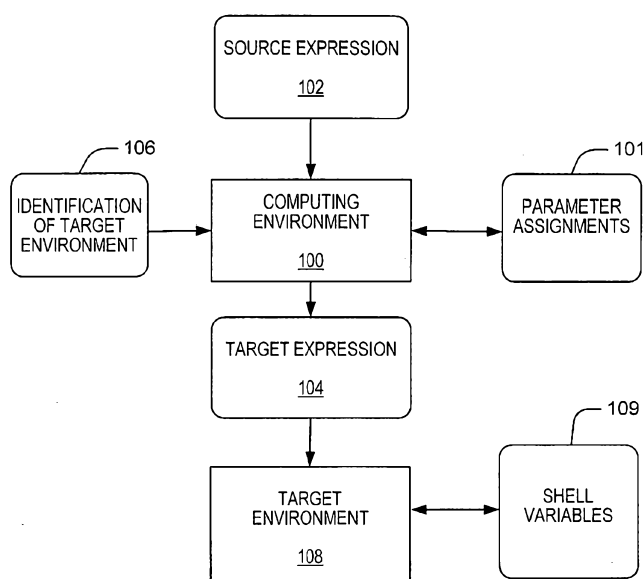 SOURCE EXPRESSION
102
106
101
IDENTIFICATION
OF TARGET
ENVIRONMENT
COMPUTING
ENVIRONMENT
100
PARAMETER
ASSIGNMENTS
TARGET EXPRESSION
104
109
TARGET
ENVIRONMENT
108
SHELL
VARIABLES